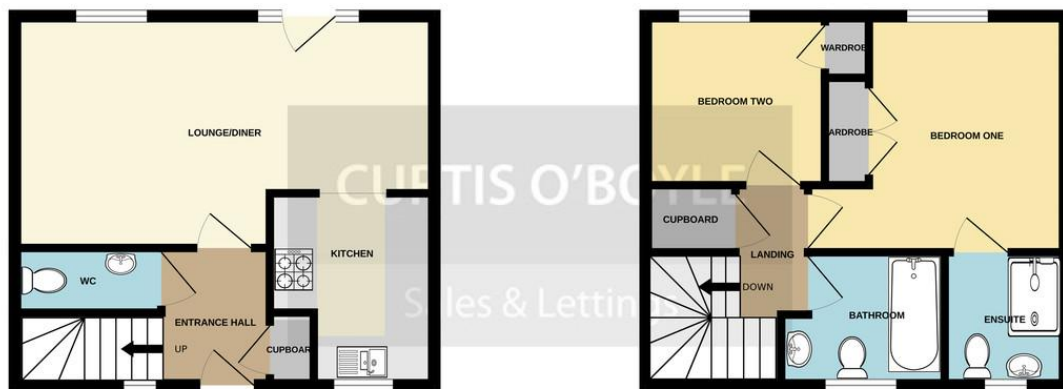 LOUNGE/DINER
KITCHEN
WC
ENTRANCE HALL
UP
CUPBOAR
WARDROBE
BEDROOM TWO
ARDROBE
BEDROOM ONE
CUPBOARD
LANDING
DOWN
BATHROOM
ENSUITE
CURTIS O'BOYLE
Sales & Lettings